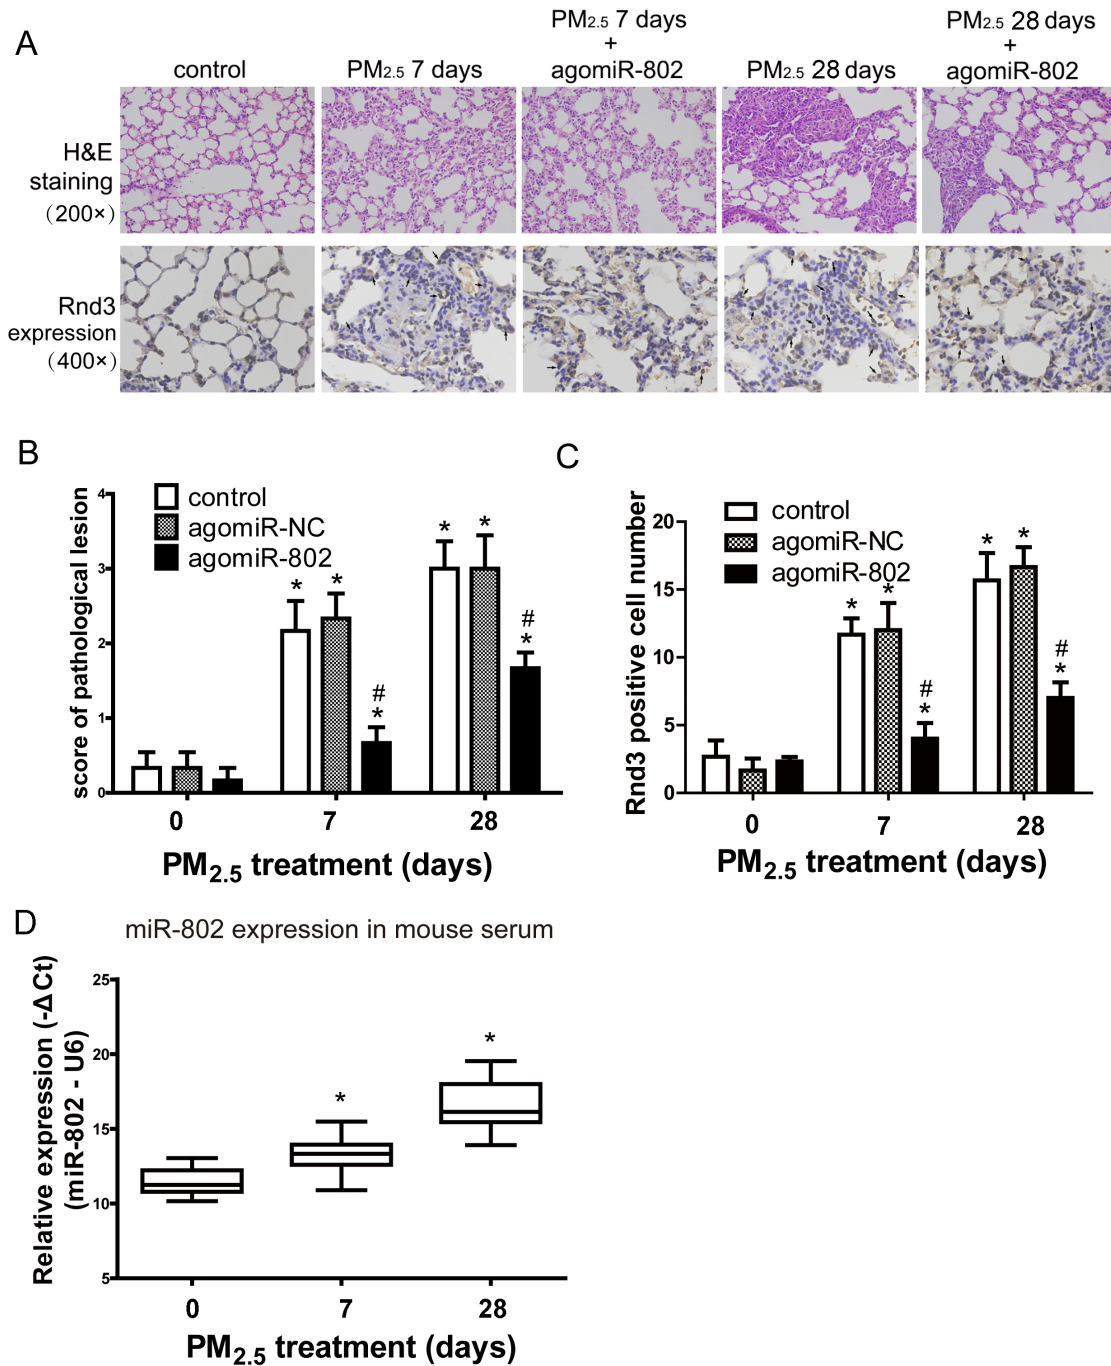 A
control
PM2.5 7 days
PM2.5 7 days
+
agomiR-802
PM2.5 28 days
PM2.5 28 days
+
agomiR-802
H&E
staining
(200×)
Rnd3
expression
(400×)
B
control
agomiR-NC
agomiR-802
score of pathological lesion
4
3
2
1
0
* * # *
* * # *
0 7 28
PM2.5 treatment (days)
C
control
agomiR-NC
agomiR-802
Rnd3 positive cell number
20
15
10
5
0
* * # *
* * # *
0 7 28
PM2.5 treatment (days)
D
miR-802 expression in mouse serum
Relative expression (-ΔCt)
(miR-802 - U6)
25
20
15
10
5
* *
0 7 28
PM2.5 treatment (days)